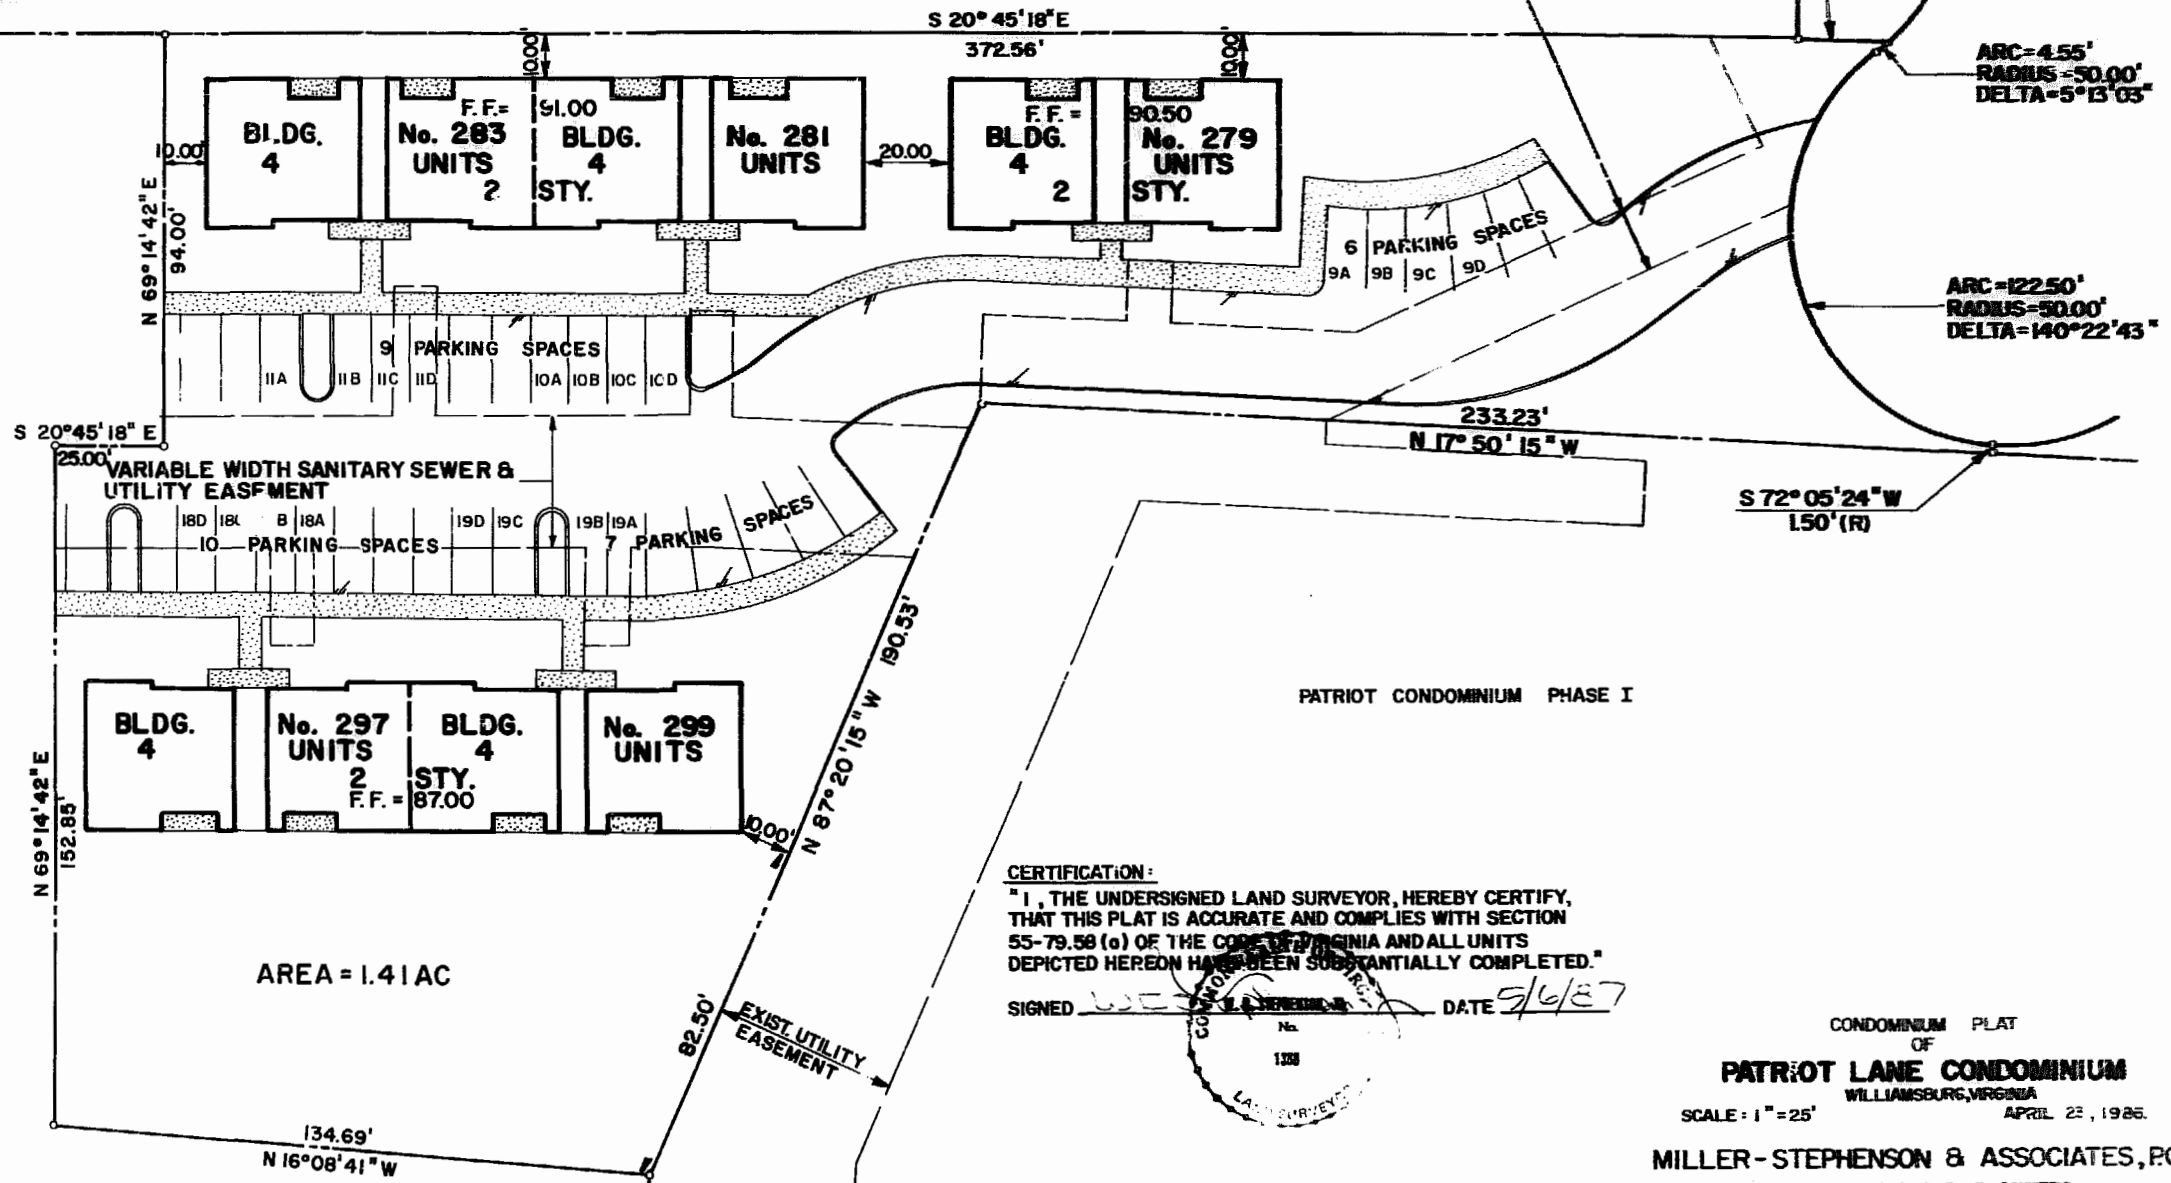 S 20° 45' 18" E
372.56'
10.00'
10.00'
ARC=4.55'
RADIUS=50.00'
DELTA=5°13'03"
BLDG.
4
F.F.= 91.00
No. 283
UNITS
2 STY.
BLDG.
4
No. 281
UNITS
10.00'
20.00
F.F. = 90.50
BLDG.
4
No. 279
UNITS
2 STY.
N 69°14'42"E
94.00'
6 PARKING SPACES
9A 9B 9C 9D
ARC=122.50'
RADIUS=50.00'
DELTA=140°22'43"
9 PARKING SPACES
11A 11B 11C 11D 10A 10B 10C 10D
S 20°45'18" E
25.00'
VARIABLE WIDTH SANITARY SEWER &
UTILITY EASEMENT
233.23'
N 17° 50' 15" W
S 72° 05' 24" W
1.50' (R)
18D 18C B 18A 19D 19C 19B 19A
10 PARKING SPACES
7 PARKING SPACES
N 87° 20' 15" W 190.53'
PATRIOT CONDOMINIUM PHASE I
BLDG.
4
No. 297
UNITS
2 STY.
F.F. = 87.00
BLDG.
4
No. 299
UNITS
10.00'
N 69°14'42"E
152.85'
CERTIFICATION:
"I, THE UNDERSIGNED LAND SURVEYOR, HEREBY CERTIFY,
THAT THIS PLAT IS ACCURATE AND COMPLIES WITH SECTION
55-79.58 (a) OF THE CODE OF VIRGINIA AND ALL UNITS
DEPICTED HEREON HAVE BEEN SUBSTANTIALLY COMPLETED."
SIGNED DATE 5/6/87
No.
1388
LAND SURVEYOR
AREA = 1.41 AC
82.50'
EXIST. UTILITY
EASEMENT
134.69'
N 16°08'41" W
CONDOMINIUM PLAT
OF
PATRIOT LANE CONDOMINIUM
WILLIAMSBURG, VIRGINIA
SCALE: 1"=25' APRIL 23, 1986.
MILLER-STEPHENSON & ASSOCIATES, P.C